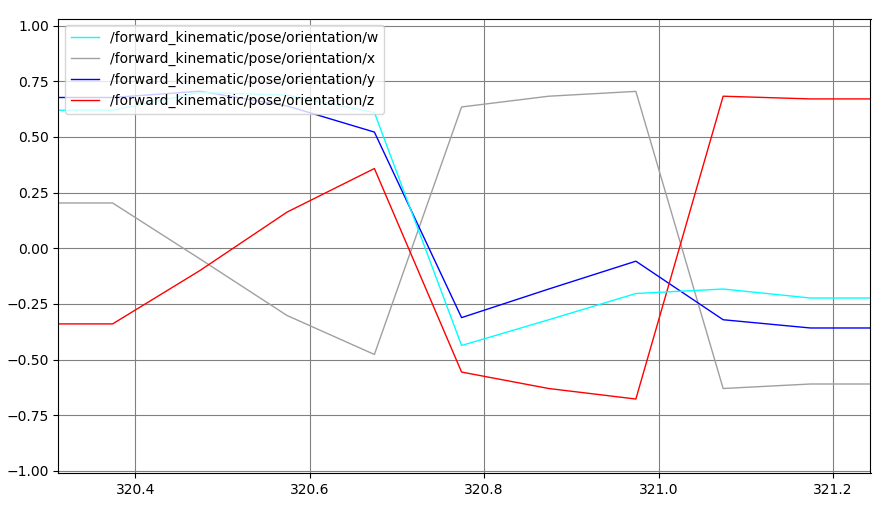 1.00
/forward_kinematic/pose/orientation/w
/forward_kinematic/pose/orientation/x
0.75
/forward_kinematic/pose/orientation/y
/forward_kinematic/pose/orientation/z
0.50
0.25
0.00
−0.25
−0.50
−0.75
−1.00
320.4 320.6 320.8 321.0 321.2